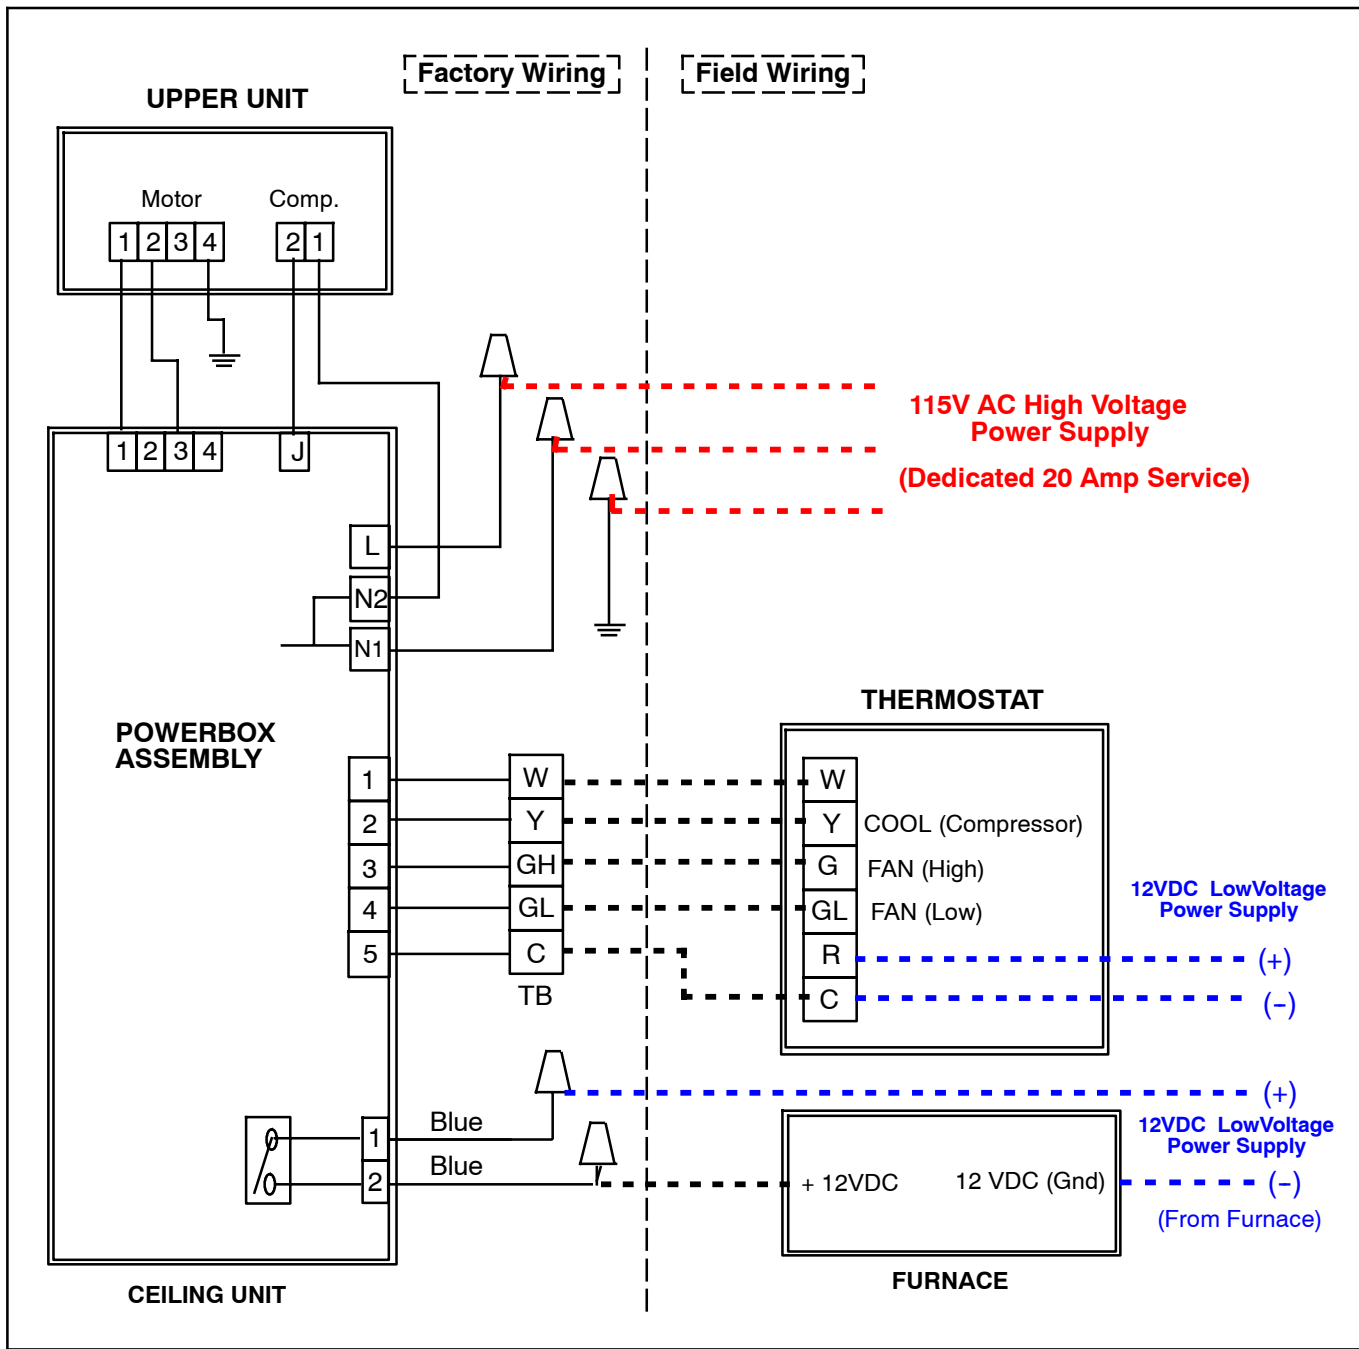 Factory Wiring
Field Wiring
UPPER UNIT
Motor
Comp.
1 2 3 4
2 1
115V AC High Voltage
Power Supply
(Dedicated 20 Amp Service)
1 2 3 4
J
L
N2
N1
POWERBOX
ASSEMBLY
1
2
3
4
5
W
Y
GH
GL
C
TB
THERMOSTAT
W
Y COOL (Compressor)
G FAN (High)
GL FAN (Low)
R
C
12VDC LowVoltage
Power Supply
(+)
(-)
Blue
1
Blue
2
(+)
12VDC LowVoltage
Power Supply
(-)
(From Furnace)
+ 12VDC
12 VDC (Gnd)
FURNACE
CEILING UNIT